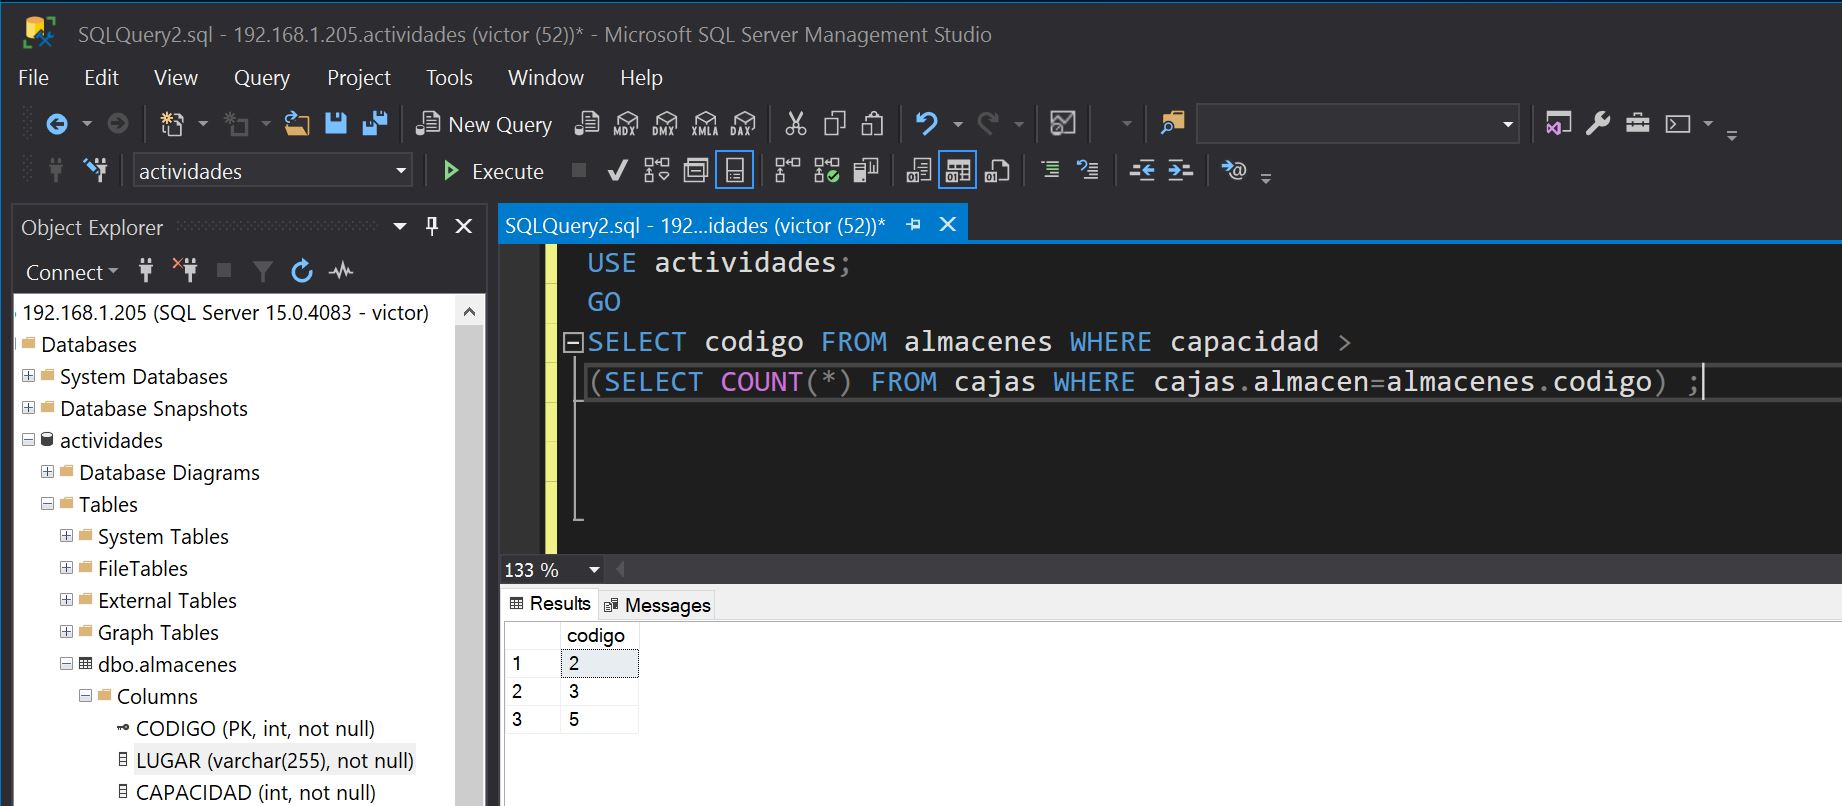 SQLQuery2.sql - 192.168.1.205.actividades (victor (52))* - Microsoft SQL Server Management Studio
File Edit View Query Project Tools Window Help
New Query MDX DMX XMLA DAX
actividades Execute
Object Explorer
Connect
192.168.1.205 (SQL Server 15.0.4083 - victor)
Databases
System Databases
Database Snapshots
actividades
Database Diagrams
Tables
System Tables
FileTables
External Tables
Graph Tables
dbo.almacenes
Columns
CODIGO (PK, int, not null)
LUGAR (varchar(255), not null)
CAPACIDAD (int, not null)
SQLQuery2.sql - 192...idades (victor (52))*
USE actividades;
GO
SELECT codigo FROM almacenes WHERE capacidad >
(SELECT COUNT(*) FROM cajas WHERE cajas.almacen=almacenes.codigo) ;
133 %
Results Messages
codigo
1 2
2 3
3 5